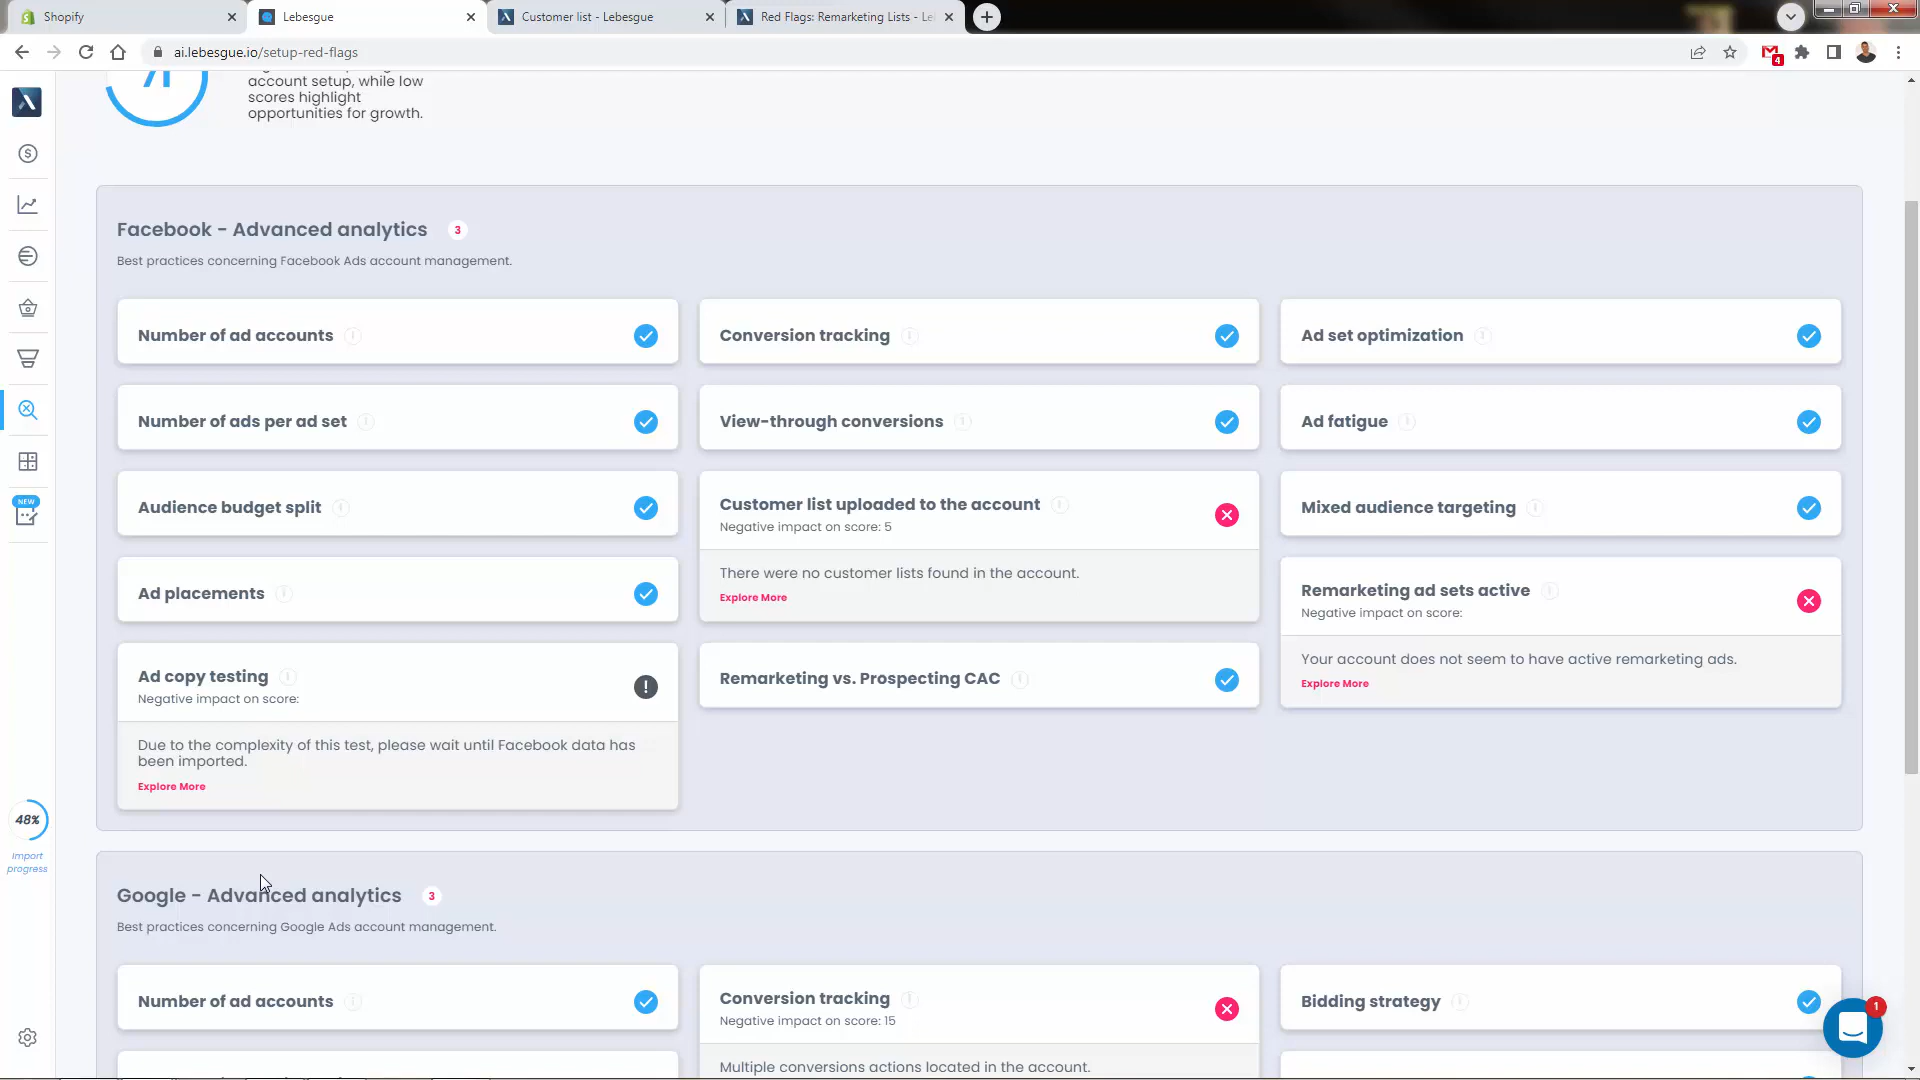 Shopify
Lebesgue
Customer list - Lebesgue
Red Flags: Remarketing Lists - Le
ai.lebesgue.io/setup-red-flags
4
account setup, while low
scores highlight
opportunities for growth.
Facebook - Advanced analytics 3
Best practices concerning Facebook Ads account management.
Number of ad accounts
Conversion tracking
Ad set optimization
Number of ads per ad set
View-through conversions
Ad fatigue
Audience budget split
Customer list uploaded to the account
Negative impact on score: 5
There were no customer lists found in the account.
Explore More
Mixed audience targeting
Ad placements
Remarketing ad sets active
Negative impact on score:
Your account does not seem to have active remarketing ads.
Explore More
Ad copy testing
Negative impact on score:
Due to the complexity of this test, please wait until Facebook data has
been imported.
Explore More
Remarketing vs. Prospecting CAC
NEW
48%
Import
progress
Google - Advanced analytics 3
Best practices concerning Google Ads account management.
Number of ad accounts
Conversion tracking
Negative impact on score: 15
Multiple conversions actions located in the account.
Bidding strategy
1